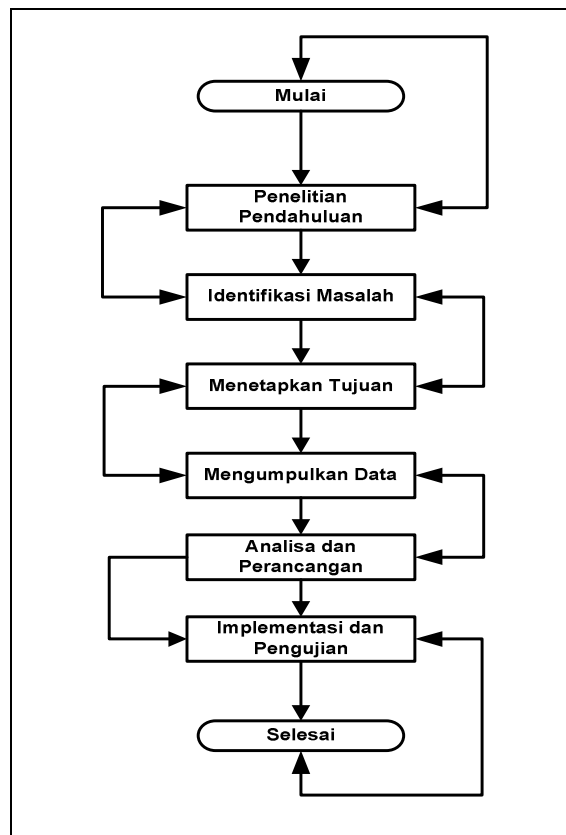 Mulai
Penelitian
Pendahuluan
Identifikasi Masalah
Menetapkan Tujuan
Mengumpulkan Data
Analisa dan
Perancangan
Implementasi dan
Pengujian
Selesai